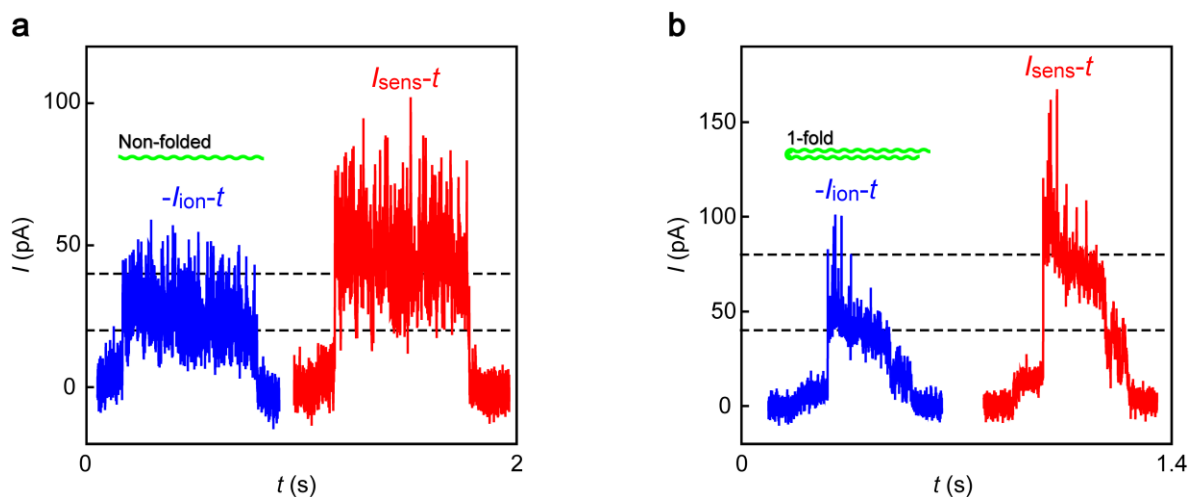 a
I (pA)
100
50
0
Non-folded
-Iion-t
Isens-t
0
2
t (s)
b
I (pA)
150
100
50
0
1-fold
-Iion-t
Isens-t
0
1.4
t (s)